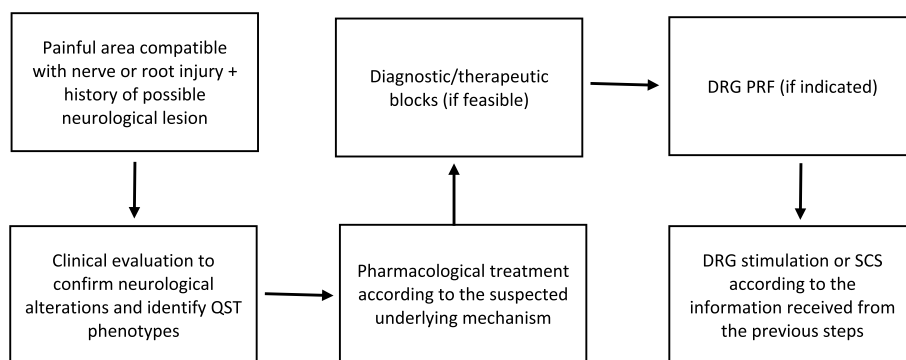 Painful area compatible
with nerve or root injury +
history of possible
neurological lesion
Clinical evaluation to
confirm neurological
alterations and identify QST
phenotypes
Pharmacological treatment
according to the suspected
underlying mechanism
Diagnostic/therapeutic
blocks (if feasible)
DRG PRF (if indicated)
DRG stimulation or SCS
according to the
information received from
the previous steps